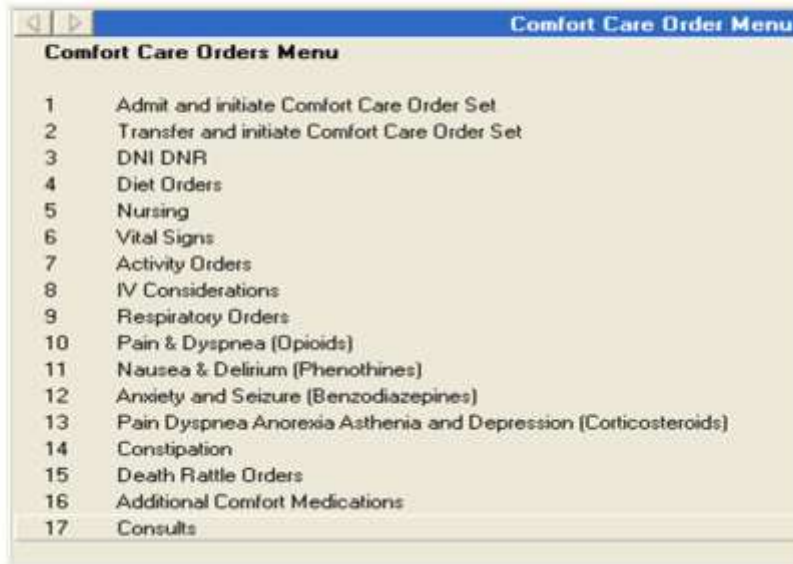 Comfort Care Order Menu
Comfort Care Orders Menu
1 Admit and initiate Comfort Care Order Set
2 Transfer and initiate Comfort Care Order Set
3 DNI DNR
4 Diet Orders
5 Nursing
6 Vital Signs
7 Activity Orders
8 IV Considerations
9 Respiratory Orders
10 Pain & Dyspnea (Opioids)
11 Nausea & Delirium (Phenothines)
12 Anxiety and Seizure (Benzodiazepines)
13 Pain Dyspnea Anorexia Asthenia and Depression (Corticosteroids)
14 Constipation
15 Death Rattle Orders
16 Additional Comfort Medications
17 Consults